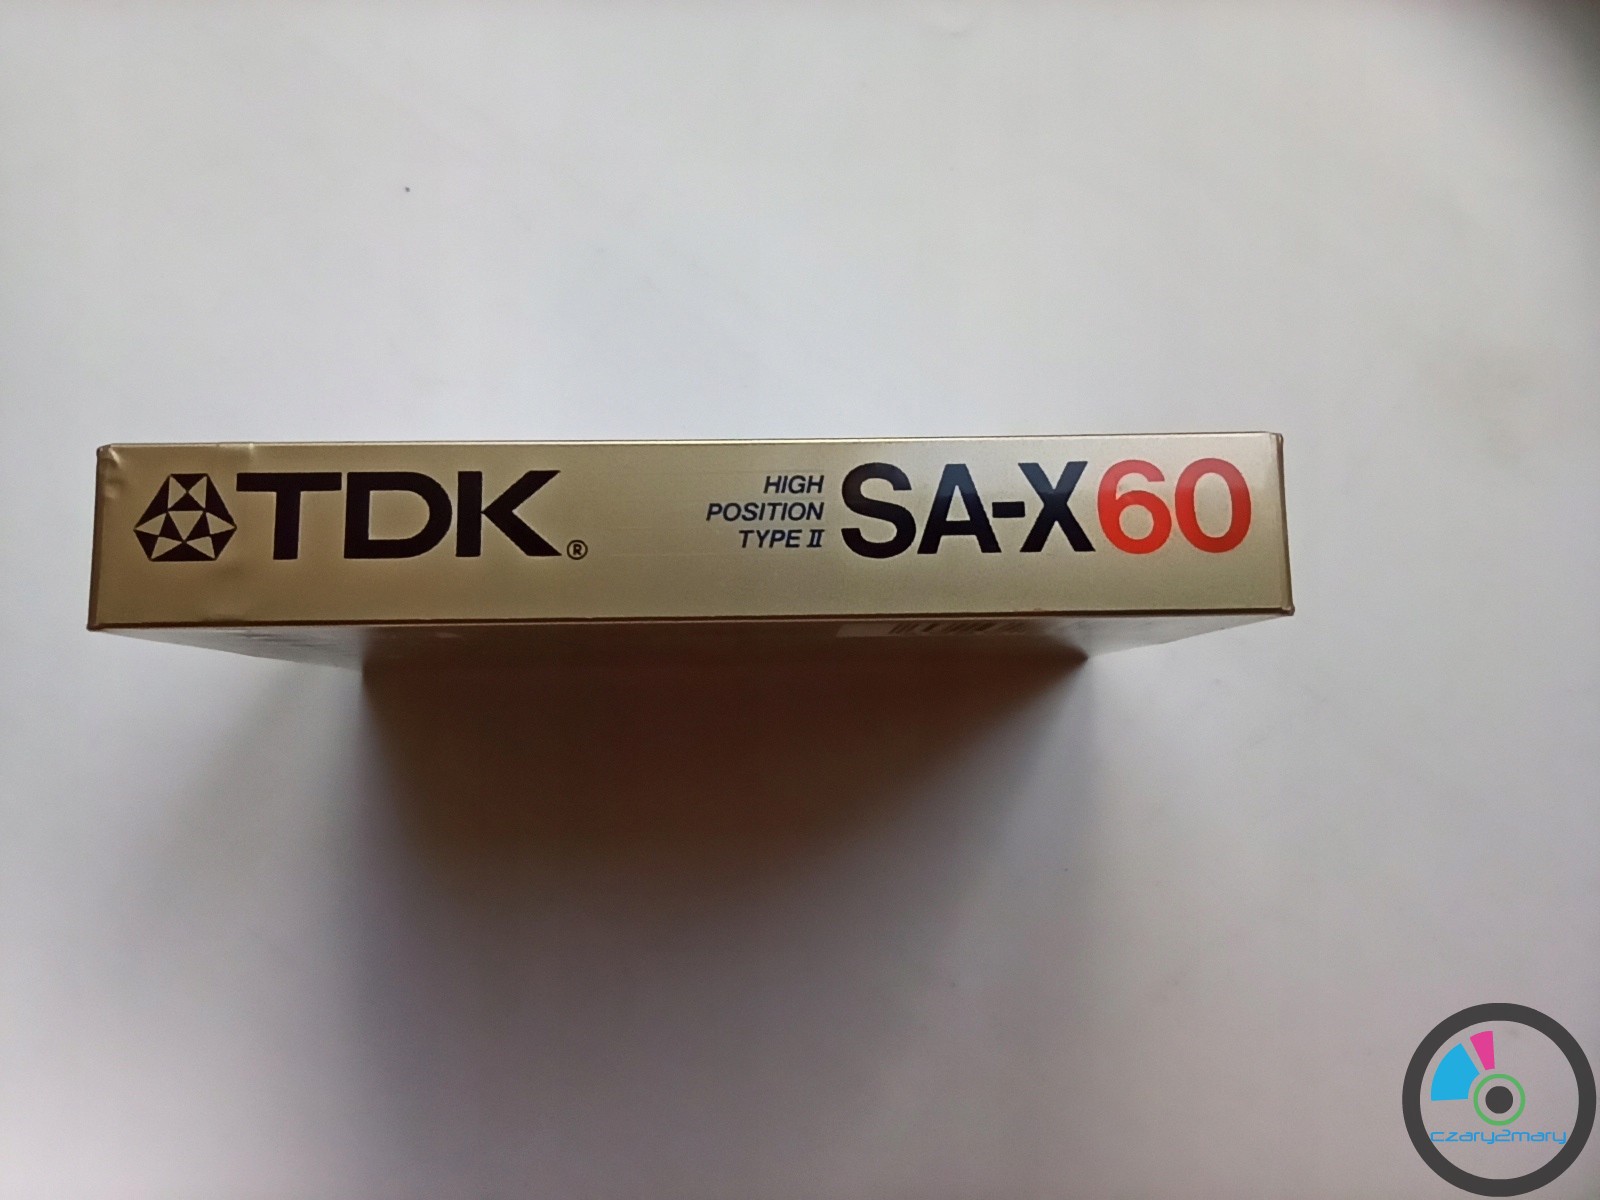 TDK®
HIGH
POSITION
TYPE II
SA-X60
czary2mary